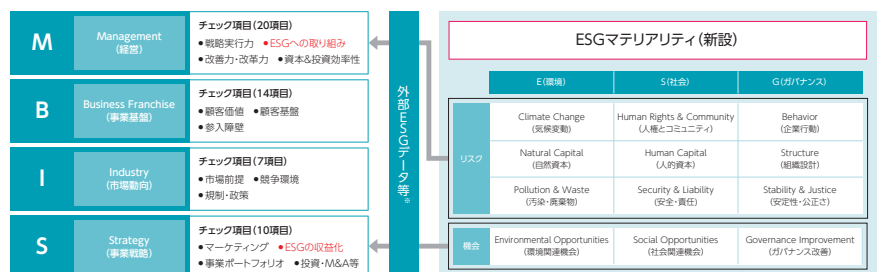 M
Management
(経営)
チェック項目(20項目)
●戦略実行力 ●ESGへの取り組み
●改善力・改革力 ●資本&投資効率性
B
Business Franchise
(事業基盤)
チェック項目(14項目)
●顧客価値 ●顧客基盤
●参入障壁
I
Industry
(市場動向)
チェック項目(7項目)
●市場前提 ●競争環境
●規制・政策
S
Strategy
(事業戦略)
チェック項目(10項目)
●マーケティング ●ESGの収益化
●事業ポートフォリオ ●投資・M&A等
外部ESGデータ等※
ESGマテリアリティ(新設)
E(環境) S(社会) G(ガバナンス)
リスク
Climate Change Human Rights & Community Behavior
(気候変動) (人権とコミュニティ) (企業行動)
Natural Capital Human Capital Structure
(自然資本) (人的資本) (組織設計)
Pollution & Waste Security & Liability Stability & Justice
(汚染・廃棄物) (安全・責任) (安定性・公正さ)
機会
Environmental Opportunities Social Opportunities Governance Improvement
(環境関連機会) (社会関連機会) (ガバナンス改善)